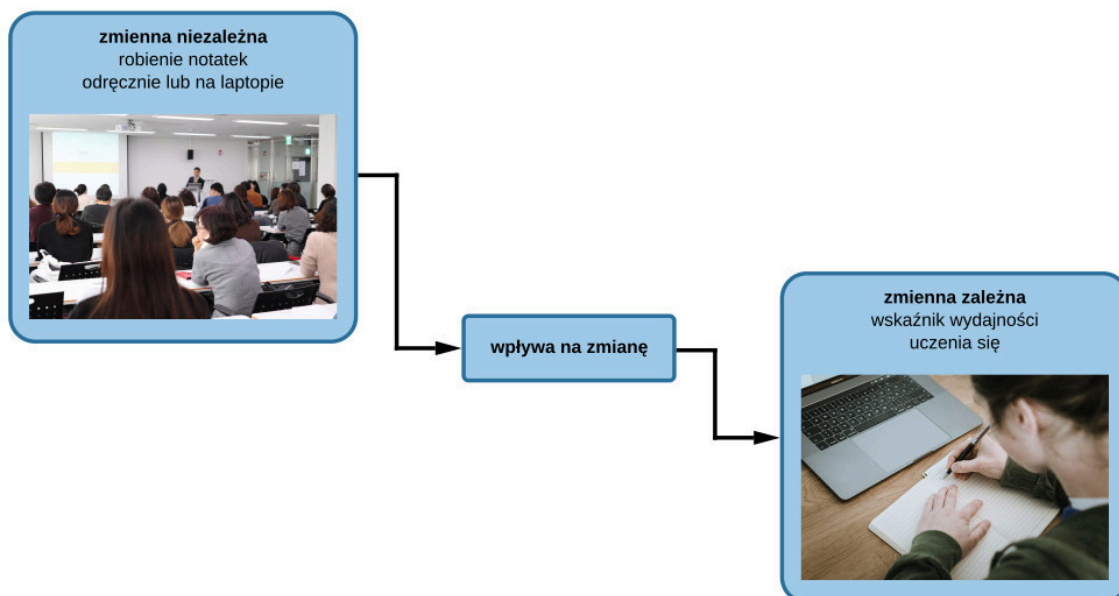 zmienna niezależna
robienie notatek
odręcznie lub na laptopie
wpływa na zmianę
zmienna zależna
wskaźnik wydajności
uczenia się